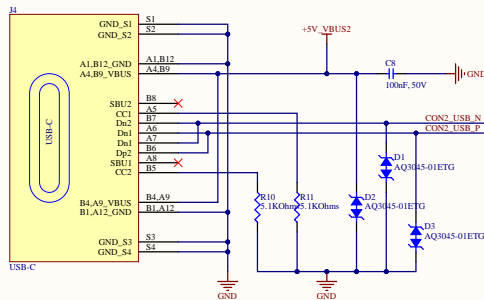 J4
GND_S1 S1
GND_S2 S2
A1,B12_GND A1,B12
A4,B9_VBUS A4,B9
SBU2 B8
CC1 A5
Dn2 B7
Dn1 A6
Dn1 A7
Dp2 B6
SBU1 A8
CC2 B5
B4,A9_VBUS B4,A9
B1,A12_GND B1,A12
GND_S3 S3
GND_S4 S4
USB-C
USB-C
+5V_VBUS2
C8
100nF, 50V
GND
CON2_USB_N
CON2_USB_P
D1
AQ3045-01ETG
R10
5.1KOhms
R11
5.1KOhms
D2
AQ3045-01ETG
D3
AQ3045-01ETG
GND
GND